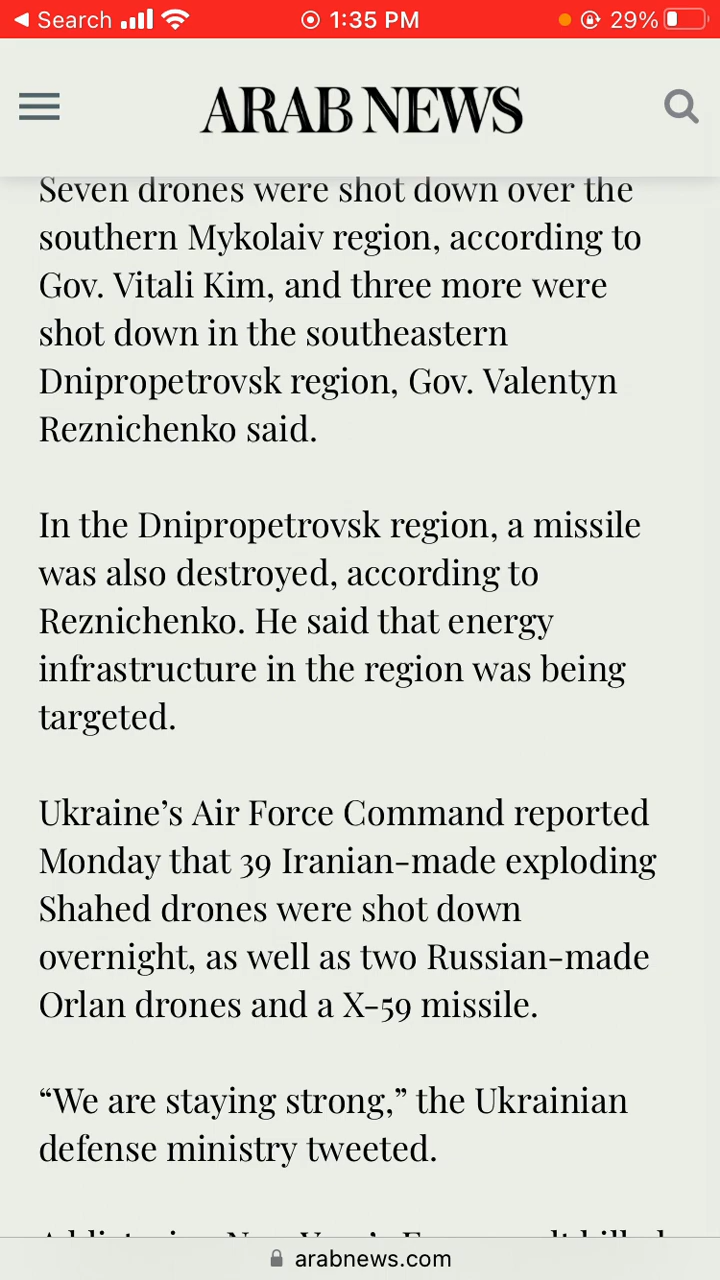 Search 1:35 PM 29%
ARAB NEWS
Seven drones were shot down over the
southern Mykolaiv region, according to
Gov. Vitali Kim, and three more were
shot down in the southeastern
Dnipropetrovsk region, Gov. Valentyn
Reznichenko said.
In the Dnipropetrovsk region, a missile
was also destroyed, according to
Reznichenko. He said that energy
infrastructure in the region was being
targeted.
Ukraine’s Air Force Command reported
Monday that 39 Iranian-made exploding
Shahed drones were shot down
overnight, as well as two Russian-made
Orlan drones and a X-59 missile.
“We are staying strong,” the Ukrainian
defense ministry tweeted.
arabnews.com